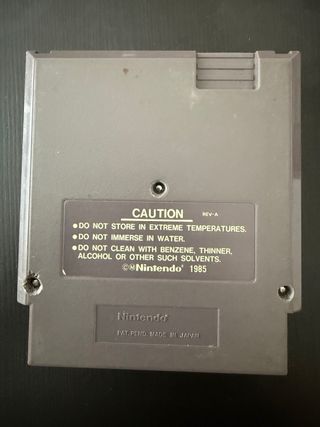 CAUTION REV-A
●DO NOT STORE IN EXTREME TEMPERATURES.
●DO NOT IMMERSE IN WATER.
●DO NOT CLEAN WITH BENZENE, THINNER,
ALCOHOL OR OTHER SUCH SOLVENTS.
©Ⓜ Nintendo® 1985
Nintendo®
PAT. PEND. MADE IN JAPAN